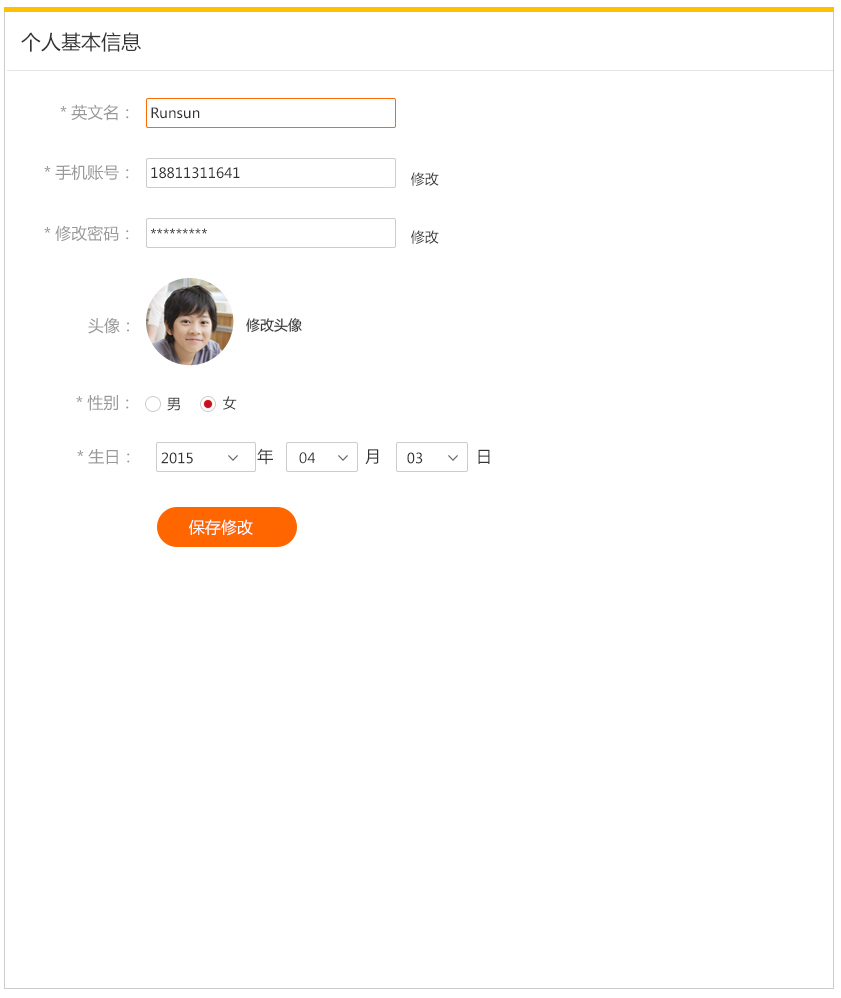 个人基本信息
* 英文名： Runsun
* 手机账号： 18811311641 修改
* 修改密码： ********* 修改
头像： 修改头像
* 性别： 男 女
* 生日： 2015 年 04 月 03 日
保存修改